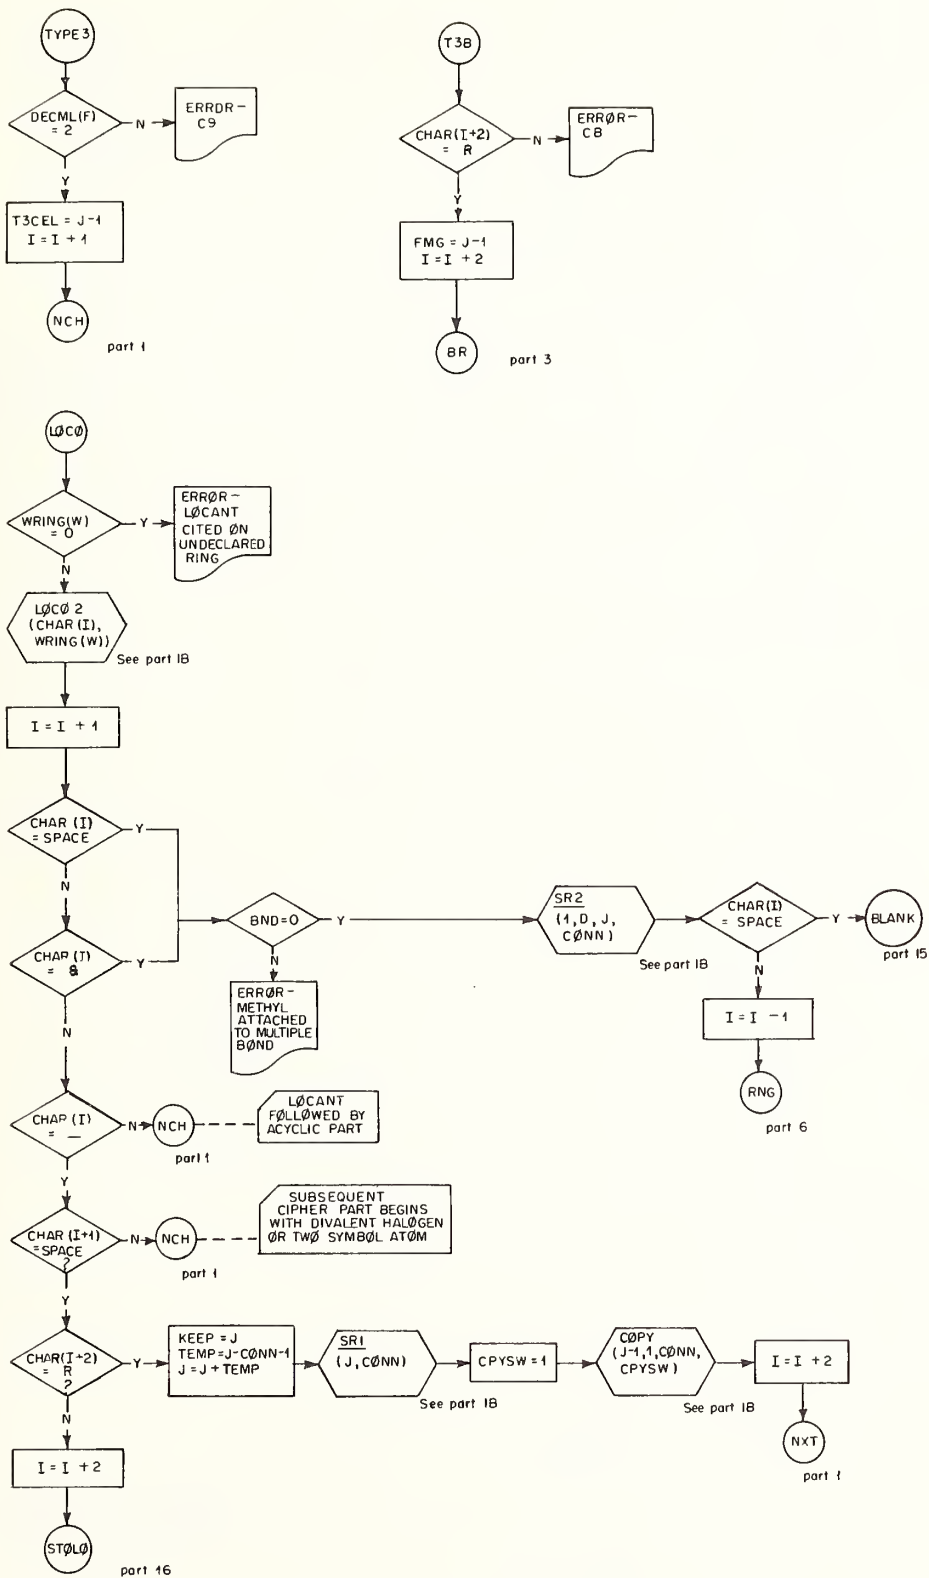 TYPE3
DECML(F)
= 2
N
ERRDR-
C9
Y
T3CEL = J-1
I = I + 1
NCH
part 1
T3B
CHAR(I+2)
= R
N
ERRØR-
C8
Y
FMG = J-1
I = I + 2
BR
part 3
LØCØ
WRING(W)
= 0
Y
ERRØR-
LØCANT
CITED ØN
UNDECLARED
RING
N
LØCØ 2
(CHAR(I),
WRING(W))
See part 1B
I = I + 1
CHAR (I)
= SPACE
Y
N
CHAR (I)
= &
Y
N
BND=0
Y
N
ERRØR-
METHYL
ATTACHED
TO MULTIPLE
BØND
SR2
(1, D, J,
CØNN)
See part 1B
CHAR(I)
= SPACE
Y
BLANK
part 15
N
I = I -1
RNG
part 6
CHAR (I)
= –
N
NCH
part 1
LØCANT
FØLLØWED BY
ACYCLIC PART
Y
CHAR (I+1)
=SPACE
?
N
NCH
part 1
SUBSEQUENT
CIPHER PART BEGINS
WITH DIVALENT HALØGEN
ØR TWØ SYMBØL ATØM
Y
CHAR(I+2)
= R
?
Y
KEEP = J
TEMP=J-CØNN-1
J = J + TEMP
SR1
(J, CØNN)
See part 1B
CPYSW = 1
CØPY
(J-1,1,CØNN,
CPYSW)
See part 1B
I = I + 2
NXT
part 1
N
I = I + 2
STØLØ
part 16